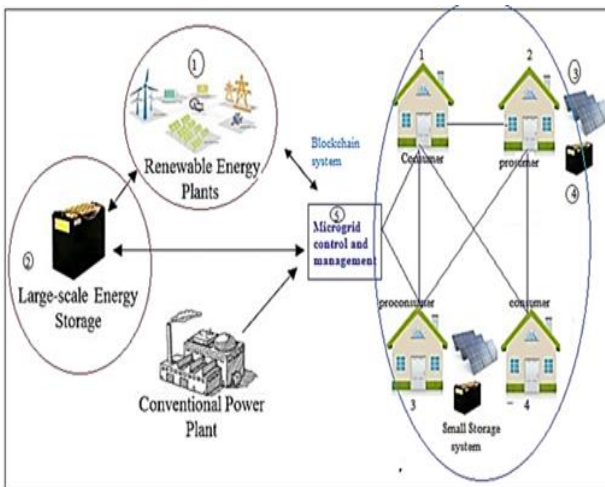 1
Renewable Energy
Plants
2
Large-scale Energy
Storage
Conventional Power
Plant
Blockchain
system
5
Microgrid
control and
management
1
2
3
Consumer
prosumer
4
proconsumer
consumer
3
4
Small Storage
system